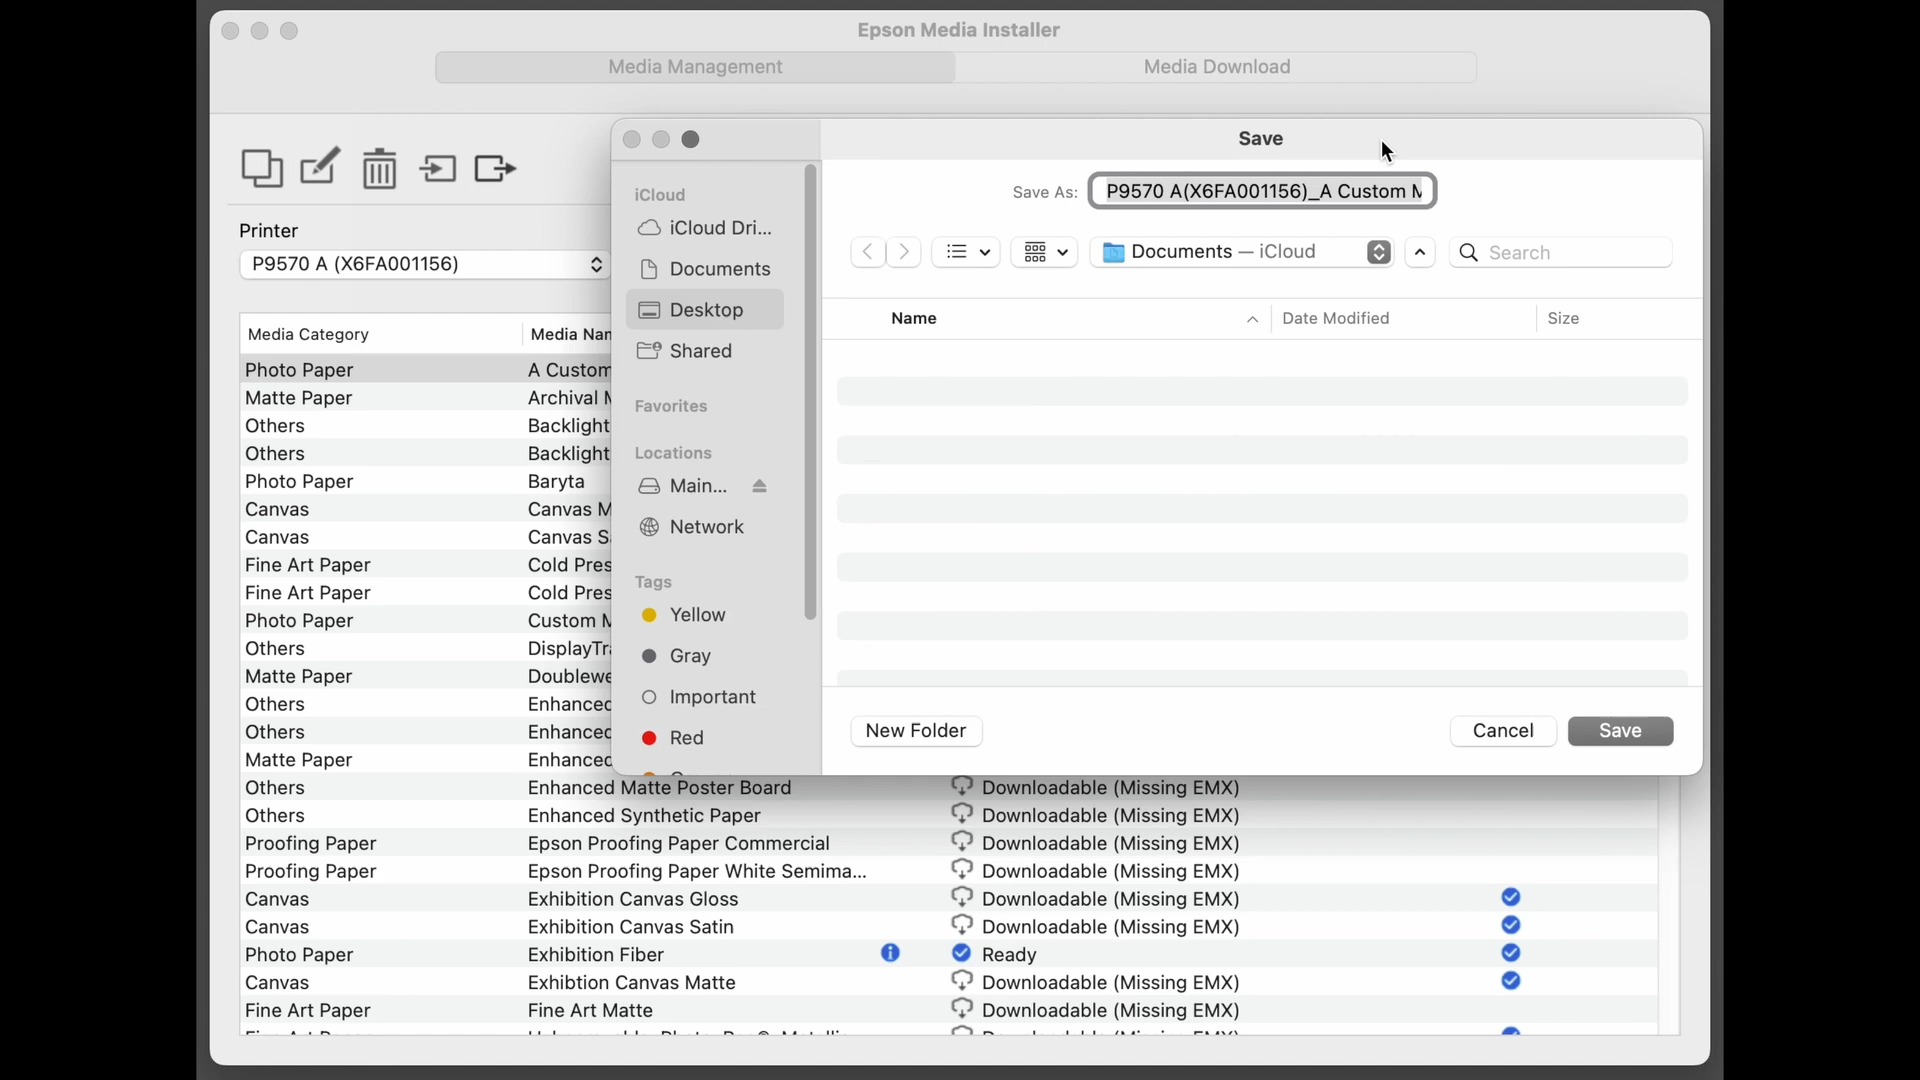 Epson Media Installer
Media Management
Media Download
Save
Save As:
P9570 A(X6FA001156)_A Custom
Documents — iCloud
Search
iCloud
iCloud Dri...
Documents
Desktop
Shared
Favorites
Locations
Main...
Network
Tags
Yellow
Gray
Important
Red
Name
Date Modified
Size
New Folder
Cancel
Save
Printer
P9570 A (X6FA001156)
Media Category
Media
Photo Paper A Custom
Matte Paper Archival
Others Backlight
Others Backlight
Photo Paper Baryta
Canvas Canvas
Canvas Canvas
Fine Art Paper Cold
Fine Art Paper Cold
Photo Paper Custom
Others
Matte Paper
Others Enhanced
Others Enhanced
Matte Paper Enhanced
Others Enhanced Matte Poster Board Downloadable (Missing EMX)
Others Enhanced Synthetic Paper Downloadable (Missing EMX)
Proofing Paper Epson Proofing Paper Commercial Downloadable (Missing EMX)
Proofing Paper Epson Proofing Paper White Semima... Downloadable (Missing EMX)
Canvas Exhibition Canvas Gloss Downloadable (Missing EMX)
Canvas Exhibition Canvas Satin Downloadable (Missing EMX)
Photo Paper Exhibition Fiber Ready
Canvas Exhibtion Canvas Matte Downloadable (Missing EMX)
Fine Art Paper Fine Art Matte Downloadable (Missing EMX)